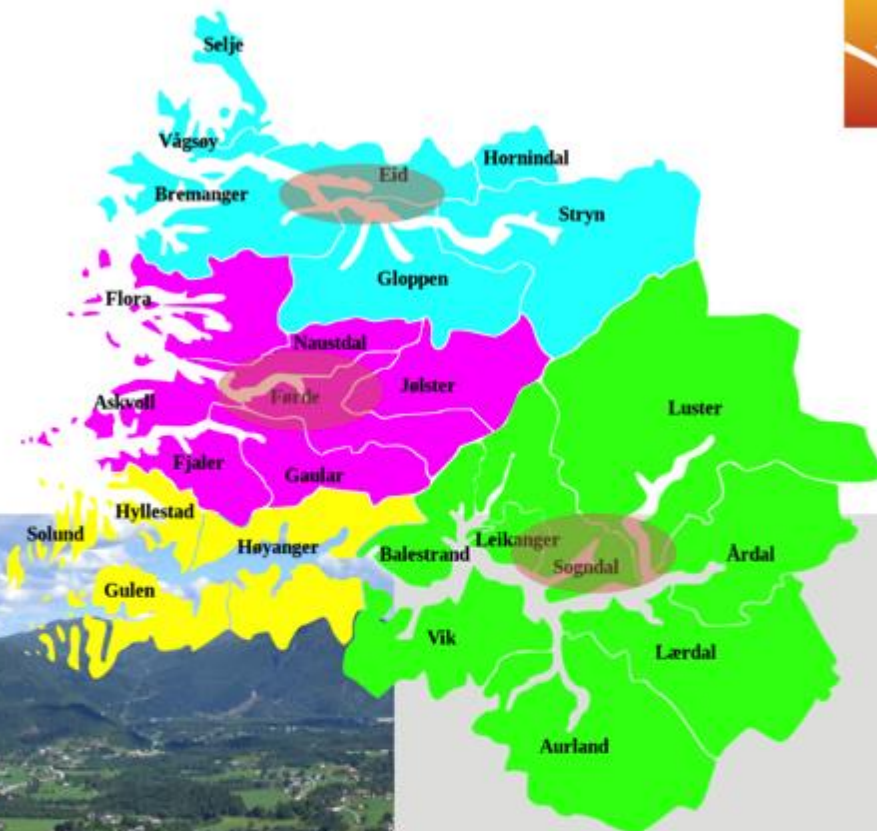 Selje
Vågsøy
Eid
Hornindal
Bremanger
Stryn
Gloppen
Flora
Naustdal
Jølster
Førde
Askvoll
Luster
Fjaler
Gaular
Hyllestad
Solund
Høyanger
Leikanger
Balestrand
Sogndal
Årdal
Gulen
Vik
Lærdal
Aurland